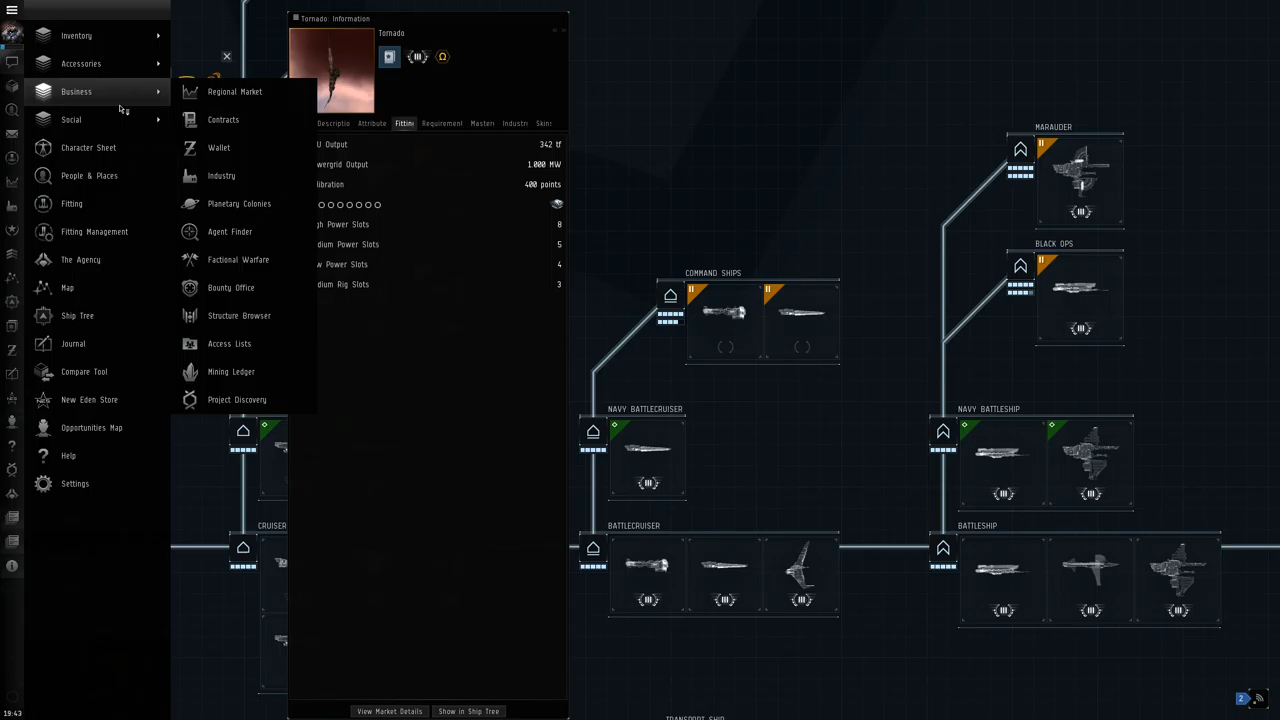 Inventory
Accessories
Business
Social
Character Sheet
People & Places
Fitting
Fitting Management
The Agency
Map
Ship Tree
Journal
Compare Tool
New Eden Store
Opportunities Map
Help
Settings
19:43
Regional Market
Contracts
Wallet
Industry
Planetary Colonies
Agent Finder
Factional Warfare
Bounty Office
Structure Browser
Access Lists
Mining Ledger
Project Discovery
Tornado: Information
Tornado
Descriptio Attribute Fittin Requiremen Master Industr Skin
U Output 342 tf
wergrid Output 1.000 MW
libration 400 points
gh Power Slots 8
dium Power Slots 5
w Power Slots 4
dium Rig Slots 3
View Market Details Show in Ship Tree
CRUISER
COMMAND SHIPS
NAVY BATTLECRUISER
BATTLECRUISER
MARAUDER
BLACK OPS
NAVY BATTLESHIP
BATTLESHIP
TRANSPORT SHIP
2